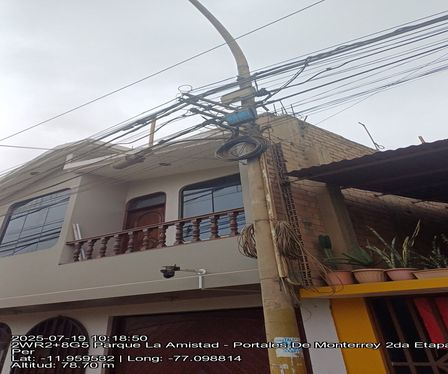 2025-07-19 10:18:50
2WR2+8G5 Parque La Amistad - Portales De Monterrey 2da Etapa
Per
Lat: -11.959532 | Long: -77.098814
Altitud: 78.70 m